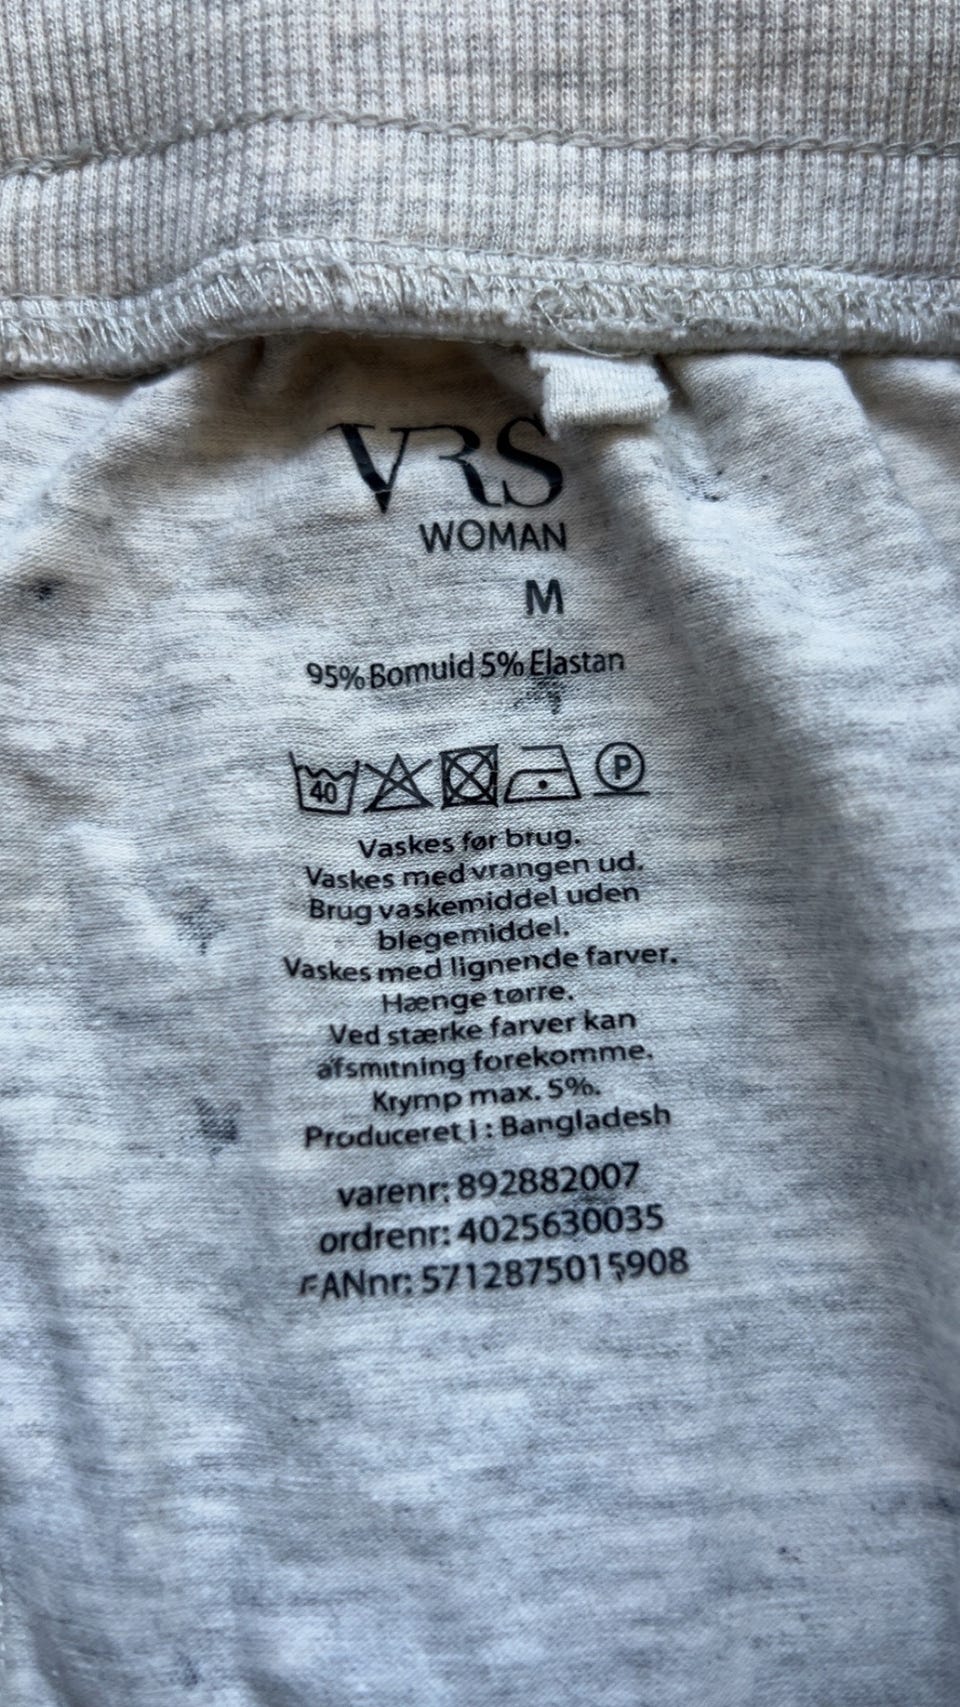 VRS
WOMAN
M
95% Bomuld 5% Elastan
40 P
Vaskes før brug.
Vaskes med vrangen ud.
Brug vaskemiddel uden
blegemiddel.
Vaskes med lignende farver.
Hænge tørre.
Ved stærke farver kan
afsmitning forekomme.
Krymp max. 5%.
Produceret i : Bangladesh
varenr: 892882007
ordrenr: 4025630035
EANnr: 5712875015908